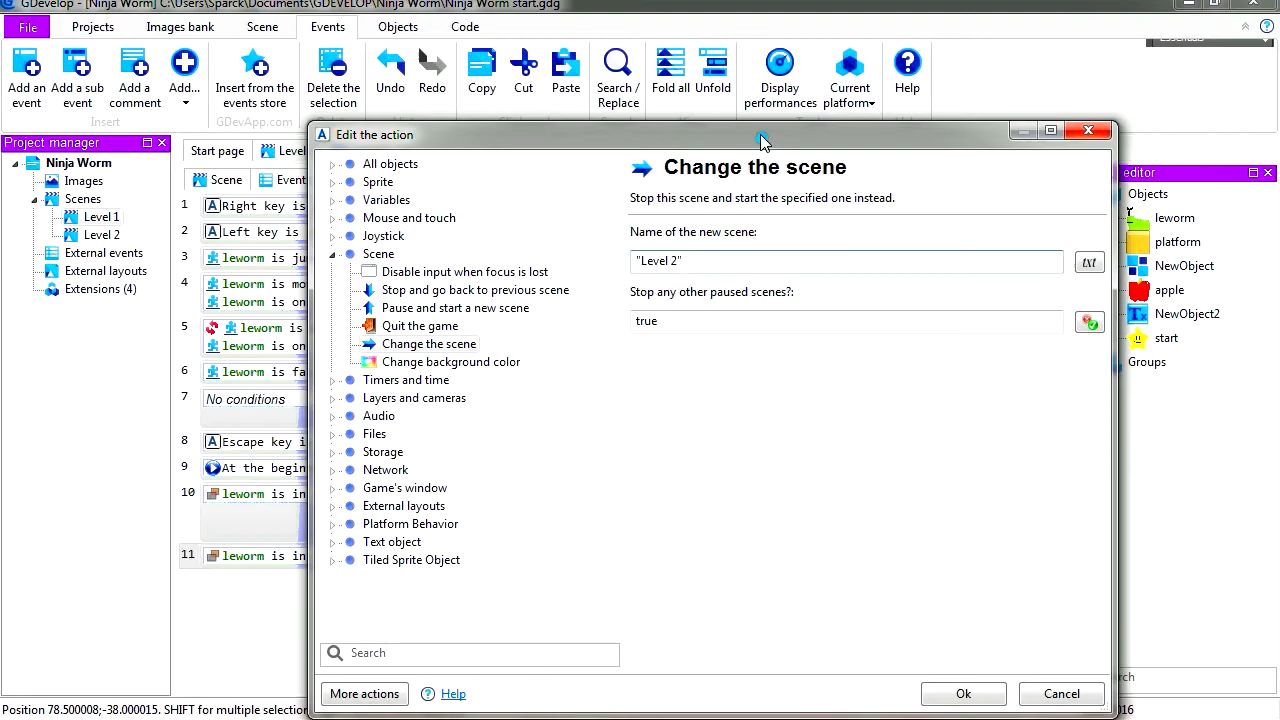 GDevelop - [Ninja Worm] C:\Users\Sparck\Documents\GDEVELOP\Ninja Worm\Ninja Worm start.gdg
File Projects Images bank Scene Events Objects Code
Add an event
Add a sub event
Add a comment
Add...
Insert from the events store
Delete the selection
Undo
Redo
Copy
Cut
Paste
Search / Replace
Fold all
Unfold
Display performances
Current platform
Help
Insert
GDevApp.com
Project manager
Ninja Worm
Images
Scenes
Level 1
Level 2
External events
External layouts
Extensions (4)
Start page
Scene
1 Right key is
2 Left key is
3 leworm is
4 leworm is
leworm is
5 leworm is
leworm is
6 leworm is
7 No conditions
8 Escape key
9 At the
10 leworm is
11 leworm is
Edit the action
All objects
Sprite
Variables
Mouse and touch
Joystick
Scene
Disable input when focus is lost
Stop and go back to previous scene
Pause and start a new scene
Quit the game
Change the scene
Change background color
Timers and time
Layers and cameras
Audio
Files
Storage
Network
Game's window
External layouts
Platform Behavior
Text object
Tiled Sprite Object
Search
More actions
Help
Change the scene
Stop this scene and start the specified one instead.
Name of the new scene:
"Level 2"
txt
Stop any other paused scenes?:
true
Ok
Cancel
editor
Objects
leworm
platform
NewObject
apple
NewObject2
start
Groups
Position 78.500008;-38.000015. SHIFT for multiple